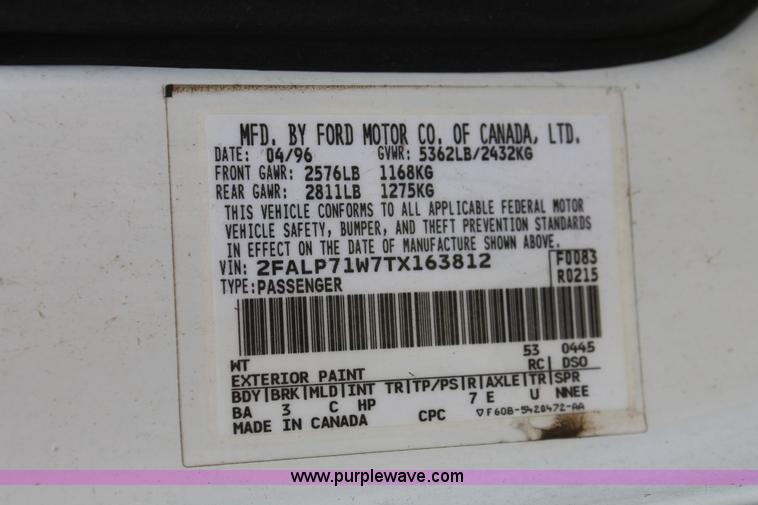 MFD. BY FORD MOTOR CO. OF CANADA, LTD.
DATE: 04/96 GVWR: 5362LB/2432KG
FRONT GAWR: 2576LB 1168KG
REAR GAWR: 2811LB 1275KG
THIS VEHICLE CONFORMS TO ALL APPLICABLE FEDERAL MOTOR
VEHICLE SAFETY, BUMPER, AND THEFT PREVENTION STANDARDS
IN EFFECT ON THE DATE OF MANUFACTURE SHOWN ABOVE.
VIN: 2FALP71W7TX163812 F0083
TYPE: PASSENGER R0215
WT 53 0445
EXTERIOR PAINT RC DSO
BDY BRK MLD INT TR TP/PS R AXLE TR SPR
BA 3 C HP 7 E U NNEE
MADE IN CANADA CPC ▽F60B-5420472-AA
www.purplewave.com